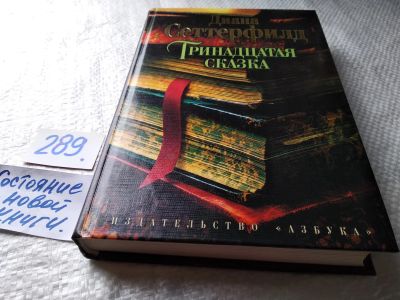 Диана
Сеттерфилд
Тринадцатая
сказка
ИЗДАТЕЛЬСТВО «АЗБУКА»
289.
Состояние
новой
книги.